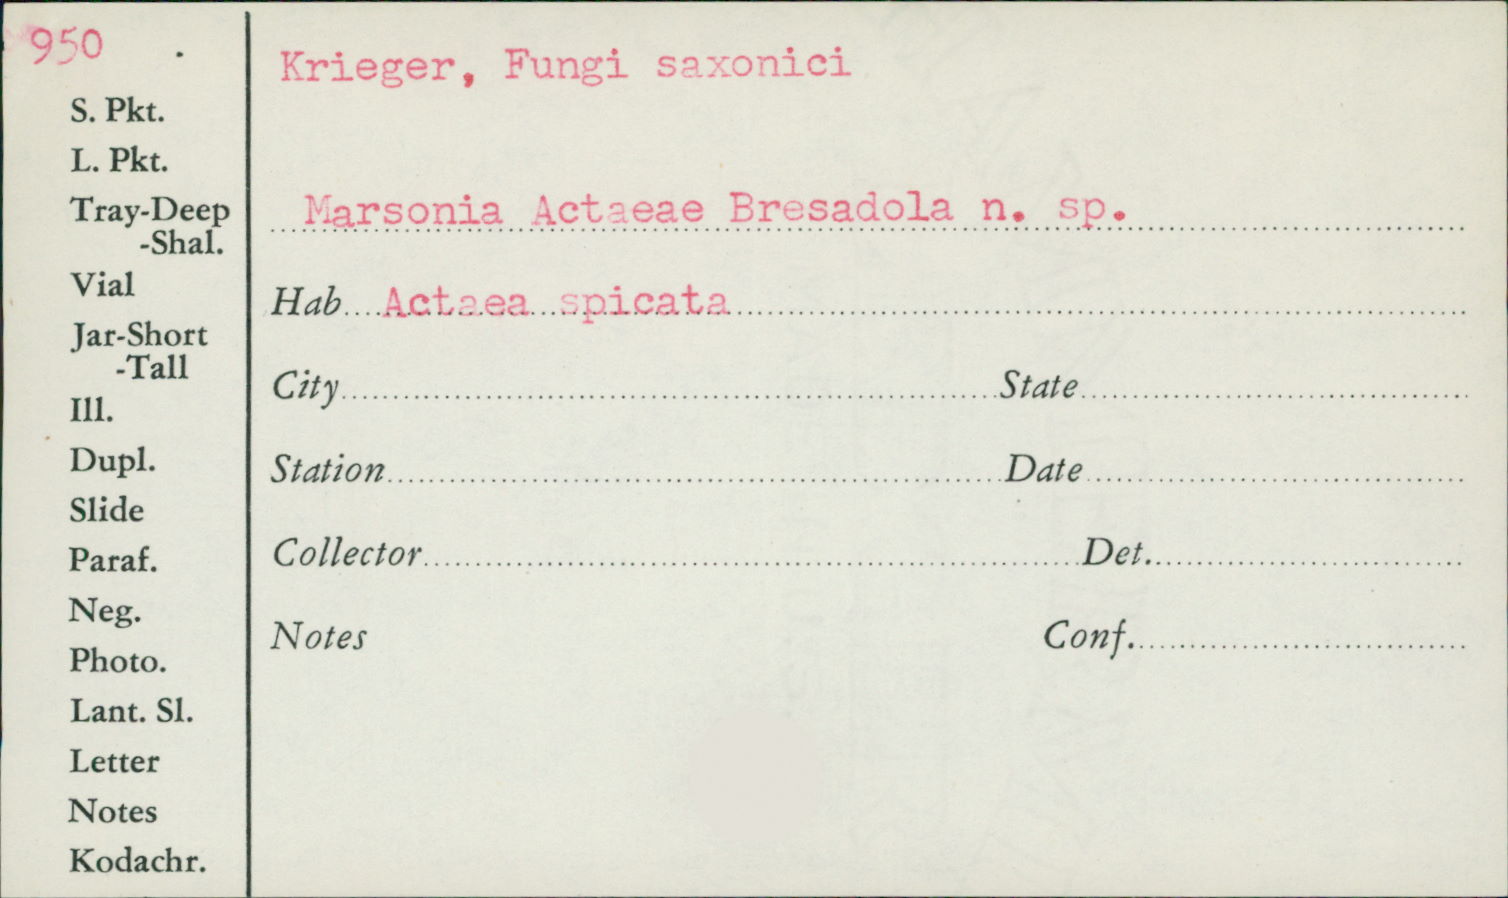 950
S. Pkt.
L. Pkt.
Tray-Deep
-Shal.
Vial
Jar-Short
-Tall
Ill.
Dupl.
Slide
Paraf.
Neg.
Photo.
Lant. Sl.
Letter
Notes
Kodachr.
Krieger, Fungi saxonici
Marsonia Actaeae Bresadola n. sp.
Hab Actaea spicata
City State
Station Date
Collector Det.
Notes Conf.